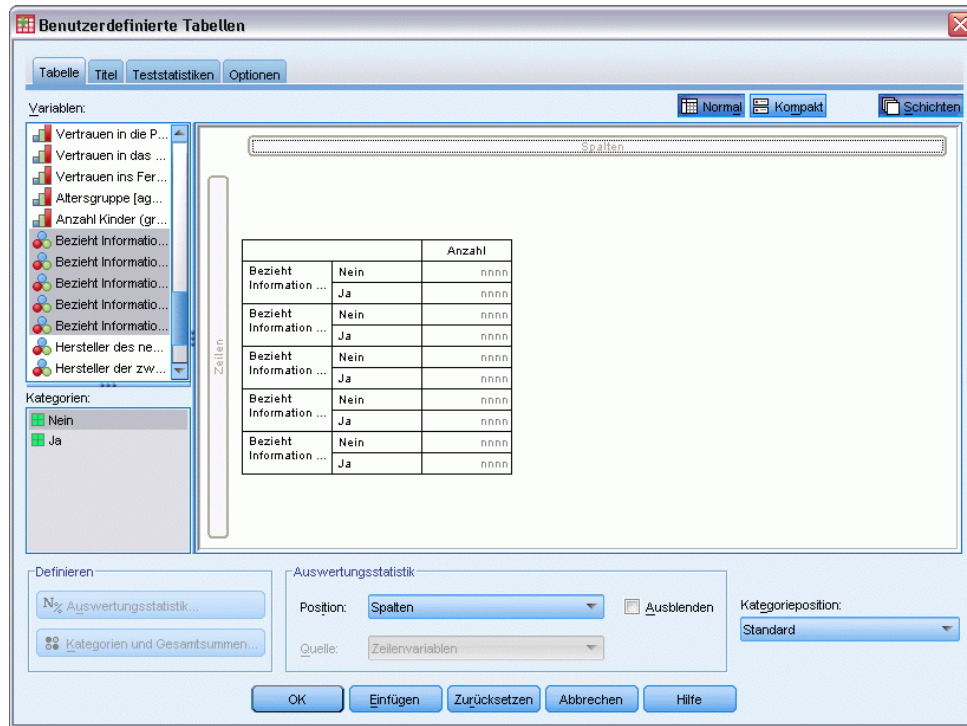 Benutzerdefinierte Tabellen
Tabelle Titel Teststatistiken Optionen
Variablen:
Normal Kompakt Schichten
Vertrauen in die P...
Vertrauen in das ...
Vertrauen ins Fer...
Altersgruppe [ag...
Anzahl Kinder (gr...
Bezieht Informatio...
Bezieht Informatio...
Bezieht Informatio...
Bezieht Informatio...
Bezieht Informatio...
Hersteller des ne...
Hersteller der zw...
Kategorien:
Nein
Ja
Spalten
Zeilen
Anzahl
Bezieht Information ... Nein nnnn
Ja nnnn
Bezieht Information ... Nein nnnn
Ja nnnn
Bezieht Information ... Nein nnnn
Ja nnnn
Bezieht Information ... Nein nnnn
Ja nnnn
Bezieht Information ... Nein nnnn
Ja nnnn
Definieren
N% Auswertungsstatistik...
Kategorien und Gesamtsummen...
Auswertungsstatistik
Position: Spalten Ausblenden
Quelle: Zeilenvariablen
Kategorieposition:
Standard
OK Einfügen Zurücksetzen Abbrechen Hilfe